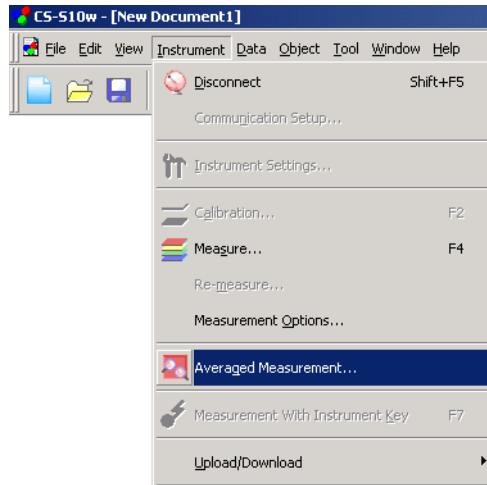 CS-S10w - [New Document1]
File Edit View Instrument Data Object Tool Window Help
Disconnect Shift+F5
Communication Setup...
Instrument Settings...
Calibration... F2
Measure... F4
Re-measure...
Measurement Options...
Averaged Measurement...
Measurement With Instrument Key F7
Upload/Download